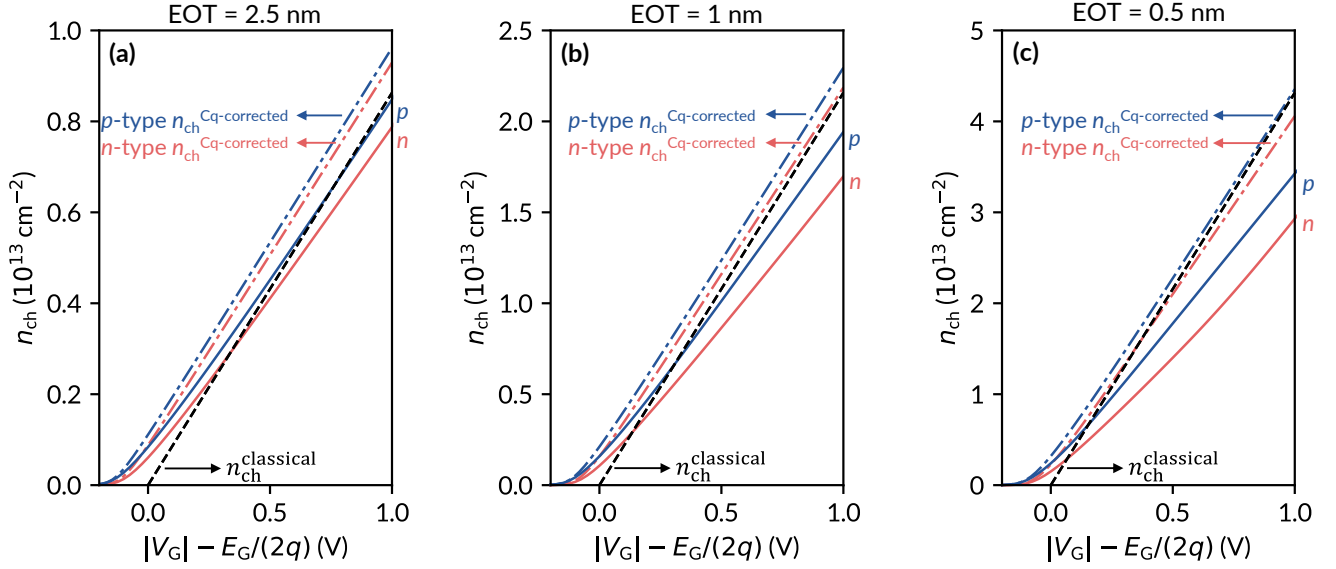 EOT = 2.5 nm
(a)
1.0
0.8
0.6
0.4
0.2
0.0
n_ch (10^13 cm^−2)
p-type n_ch^Cq-corrected
n-type n_ch^Cq-corrected
p
n
n_ch^classical
0.0 0.5 1.0
|V_G| − E_G/(2q) (V)
EOT = 1 nm
(b)
2.5
2.0
1.5
1.0
0.5
0.0
n_ch (10^13 cm^−2)
p-type n_ch^Cq-corrected
n-type n_ch^Cq-corrected
p
n
n_ch^classical
0.0 0.5 1.0
|V_G| − E_G/(2q) (V)
EOT = 0.5 nm
(c)
5
4
3
2
1
0
n_ch (10^13 cm^−2)
p-type n_ch^Cq-corrected
n-type n_ch^Cq-corrected
p
n
n_ch^classical
0.0 0.5 1.0
|V_G| − E_G/(2q) (V)